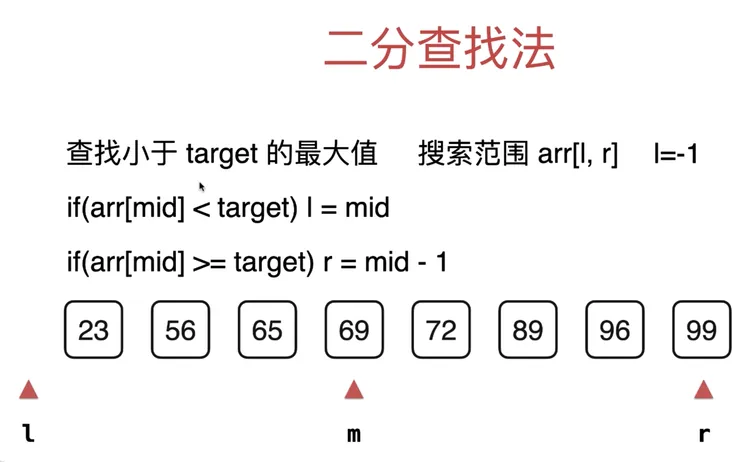 二分查找法
查找小于 target 的最大值 搜索范围 arr[l, r] l=-1
if(arr[mid] < target) l = mid
if(arr[mid] >= target) r = mid - 1
23 56 65 69 72 89 96 99
l m r